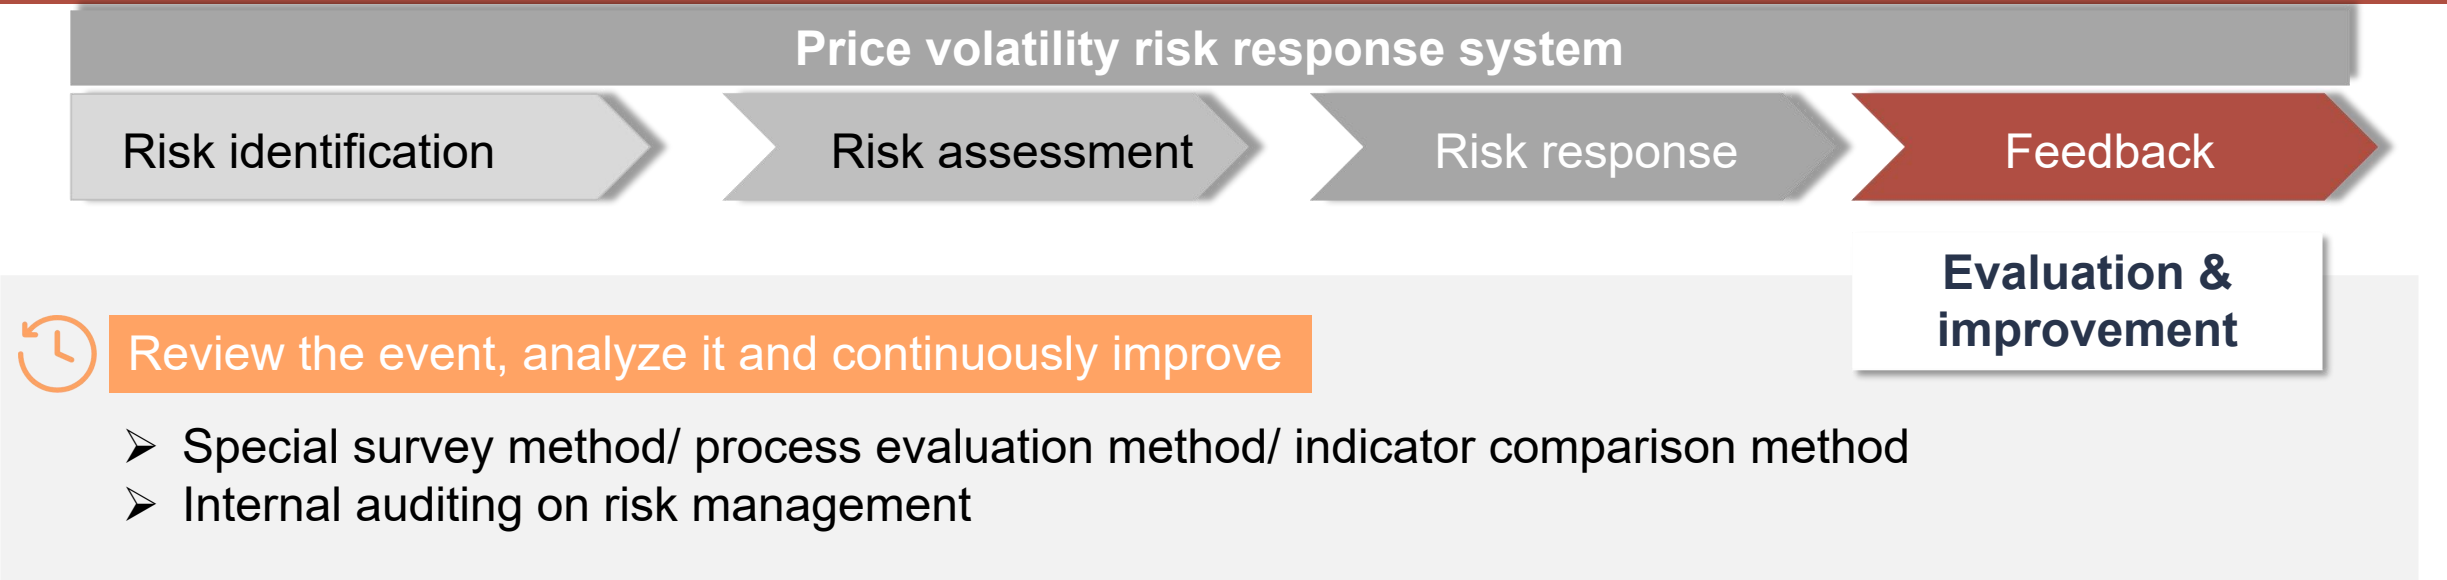 Price volatility risk response system
Risk identification
Risk assessment
Risk response
Feedback
Evaluation &
improvement
Review the event, analyze it and continuously improve
Special survey method/ process evaluation method/ indicator comparison method
Internal auditing on risk management